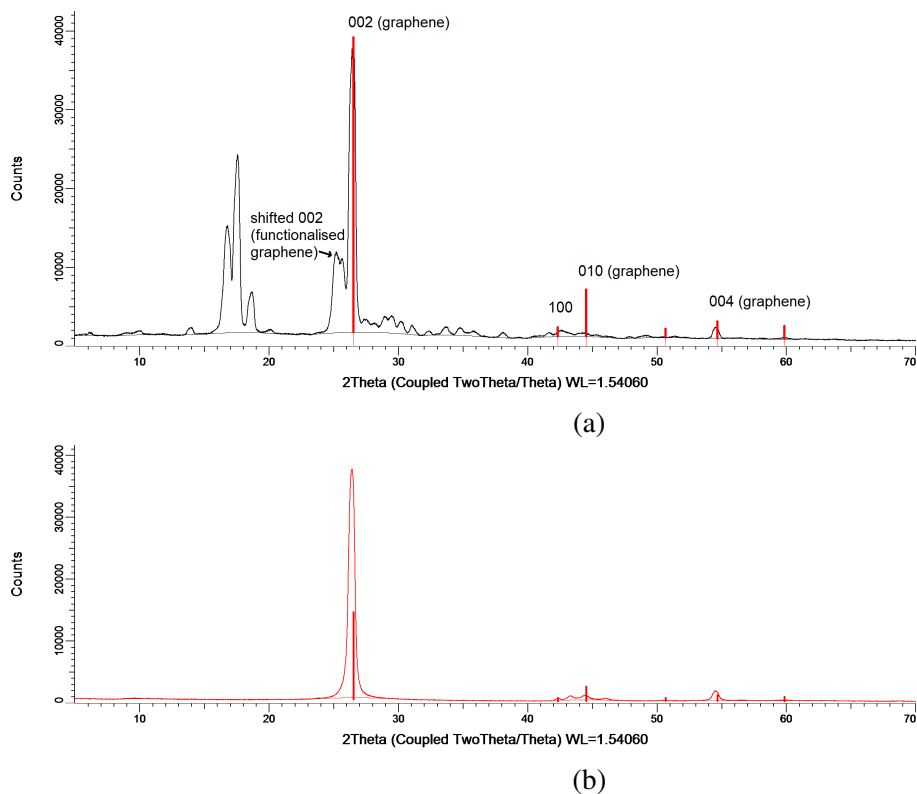 002 (graphene)
40000
30000
20000
10000
0
Counts
shifted 002
(functionalised
graphene)
010 (graphene)
100
004 (graphene)
10
20
30
40
50
60
70
2Theta (Coupled TwoTheta/Theta) WL=1.54060
(a)
40000
30000
20000
10000
0
Counts
10
20
30
40
50
60
70
2Theta (Coupled TwoTheta/Theta) WL=1.54060
(b)